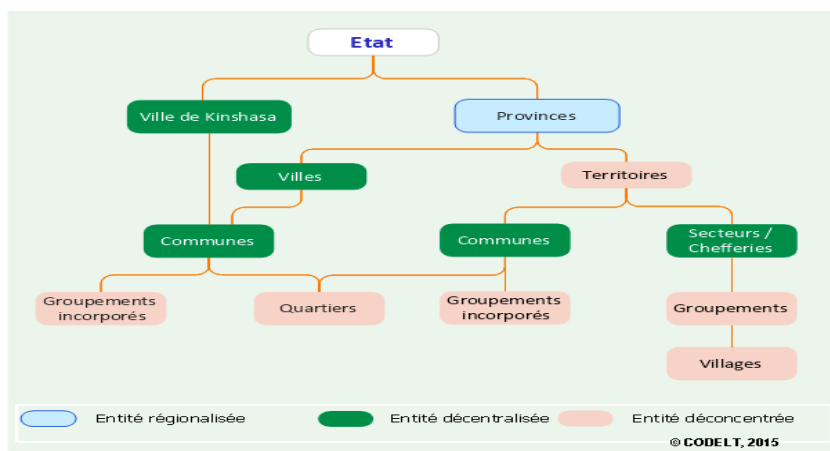 Etat
Ville de Kinshasa
Provinces
Villes
Territoires
Communes
Communes
Secteurs /
Chefferies
Groupements
incorporés
Quartiers
Groupements
incorporés
Groupements
Villages
Entité régionalisée
Entité décentralisée
Entité déconcentrée
© CODELT, 2015